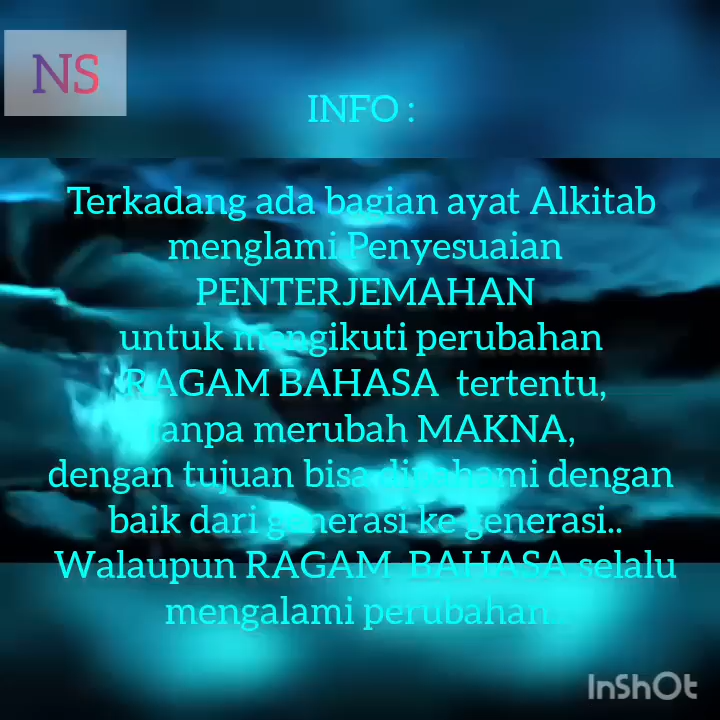 NS
INFO :
Terkadang ada bagian ayat Alkitab
menglami Penyesuaian
PENTERJEMAHAN
untuk mengikuti perubahan
RAGAM BAHASA tertentu,
tanpa merubah MAKNA,
dengan tujuan bisa dipahami dengan
baik dari generasi ke generasi..
Walaupun RAGAM BAHASA selalu
mengalami perubahan..
InShOt